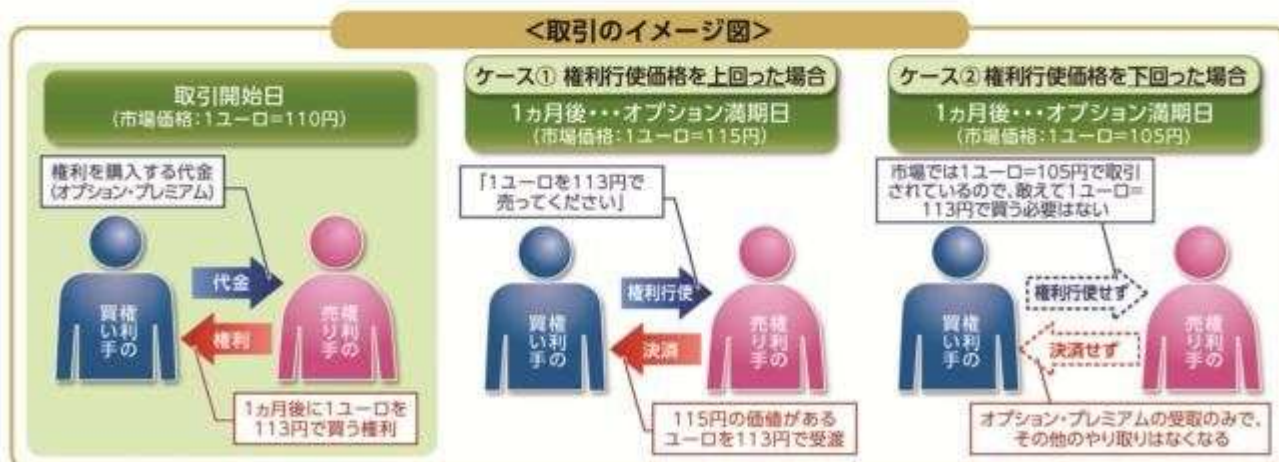 <取引のイメージ図>
取引開始日
(市場価格:1ユーロ=110円)
権利を購入する代金
(オプション・プレミアム)
代金
権利
権利の
買い手
権利の
売り手
1ヵ月後に1ユーロを
113円で買う権利
ケース① 権利行使価格を上回った場合
1ヵ月後・・・オプション満期日
(市場価格:1ユーロ=115円)
「1ユーロを113円で
売ってください」
権利行使
決済
権利の
買い手
権利の
売り手
115円の価値がある
ユーロを113円で受渡
ケース② 権利行使価格を下回った場合
1ヵ月後・・・オプション満期日
(市場価格:1ユーロ=105円)
市場では1ユーロ=105円で取引
されているので、敢えて1ユーロ=
113円で買う必要はない
権利行使せず
決済せず
権利の
買い手
権利の
売り手
オプション・プレミアムの受取のみで、
その他のやり取りはなくなる